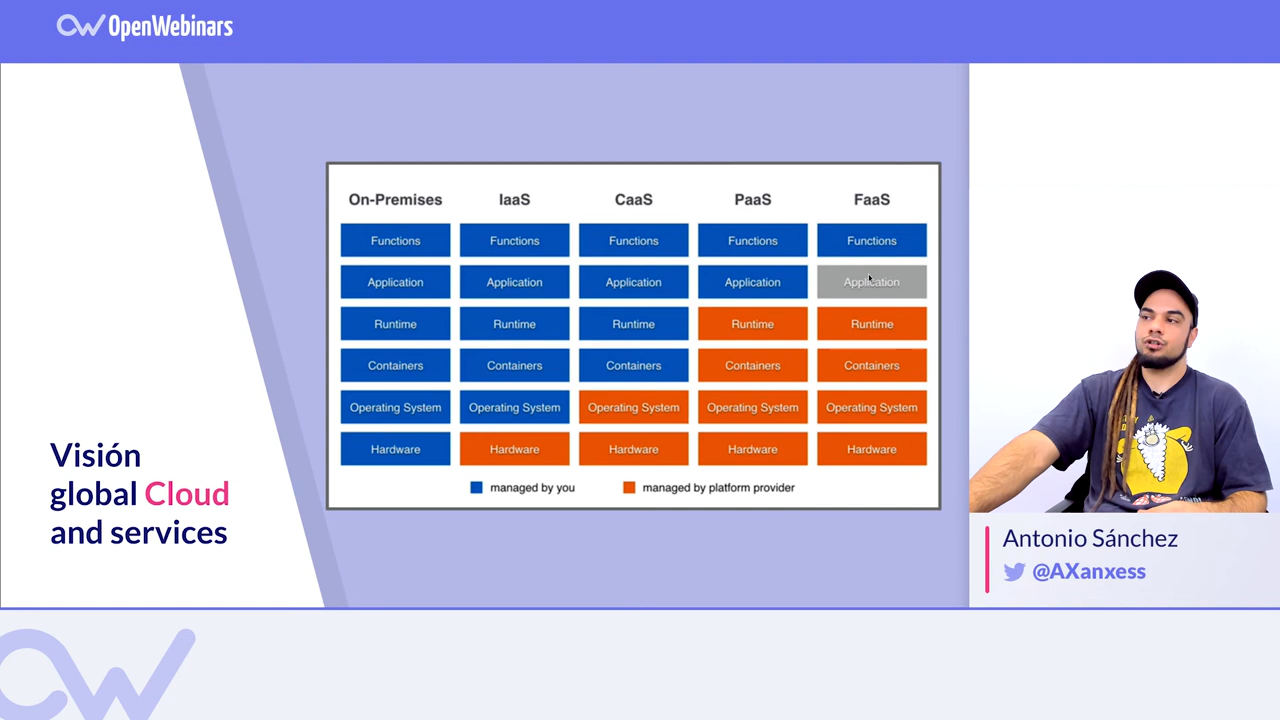 OpenWebinars
On-Premises IaaS CaaS PaaS FaaS
Functions Functions Functions Functions Functions
Application Application Application Application Application
Runtime Runtime Runtime Runtime Runtime
Containers Containers Containers Containers Containers
Operating System Operating System Operating System Operating System Operating System
Hardware Hardware Hardware Hardware Hardware
managed by you managed by platform provider
Visión
global Cloud
and services
Antonio Sánchez
@AXanxess